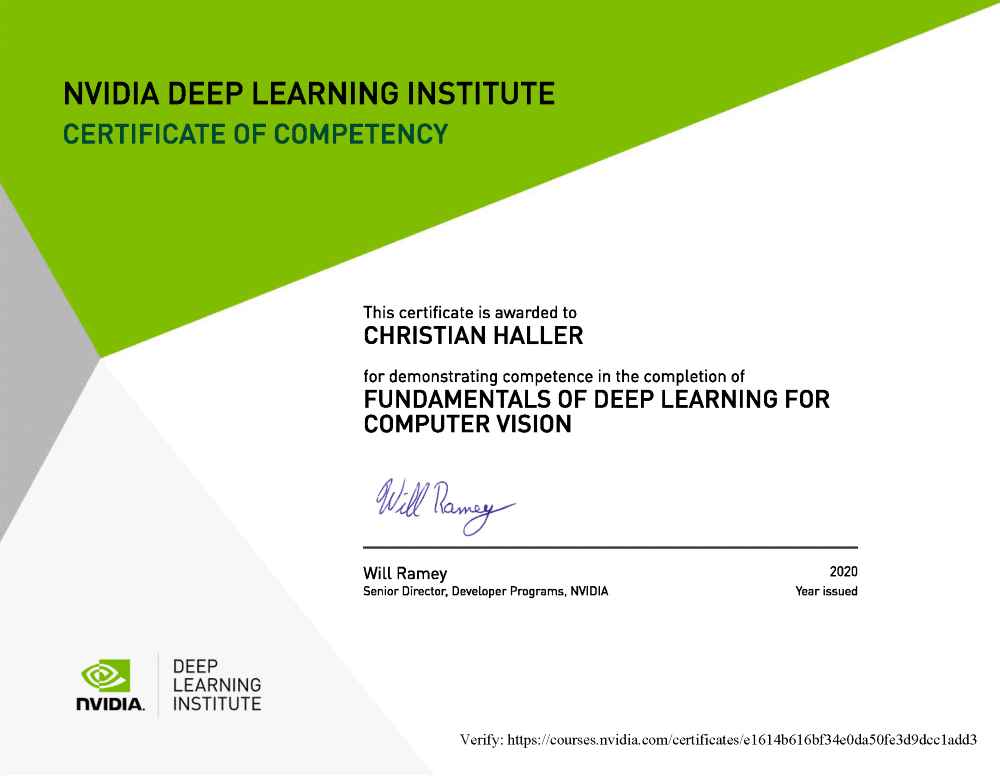 NVIDIA DEEP LEARNING INSTITUTE
CERTIFICATE OF COMPETENCY
This certificate is awarded to
CHRISTIAN HALLER
for demonstrating competence in the completion of
FUNDAMENTALS OF DEEP LEARNING FOR
COMPUTER VISION
Will Ramey
Will Ramey
2020
Senior Director, Developer Programs, NVIDIA
Year issued
NVIDIA.
DEEP
LEARNING
INSTITUTE
Verify: https://courses.nvidia.com/certificates/e1614b616bf34e0da50fe3d9dcc1add3